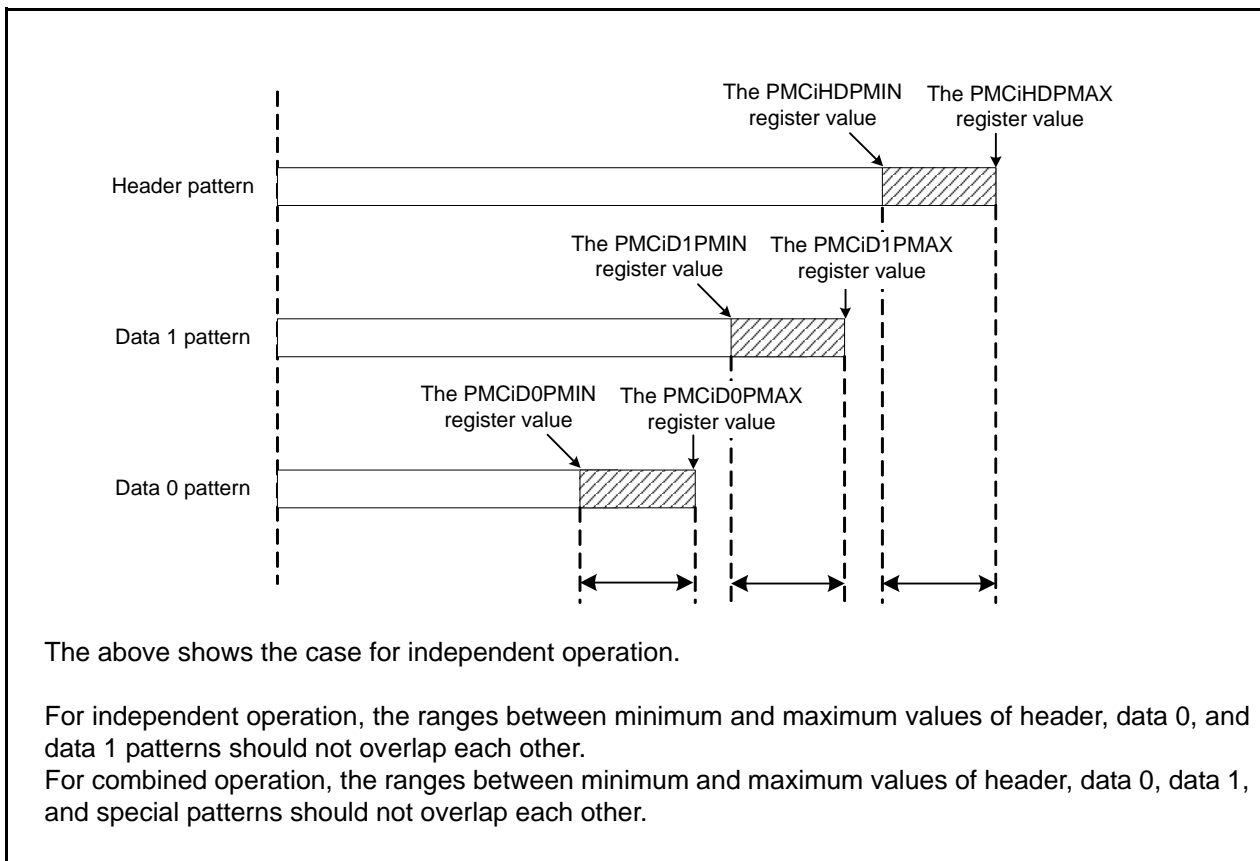 The PMCiHDPMIN
register value
The PMCiHDPMAX
register value
Header pattern
The PMCiD1PMIN
register value
The PMCiD1PMAX
register value
Data 1 pattern
The PMCiD0PMIN
register value
The PMCiD0PMAX
register value
Data 0 pattern
The above shows the case for independent operation.
For independent operation, the ranges between minimum and maximum values of header, data 0, and
data 1 patterns should not overlap each other.
For combined operation, the ranges between minimum and maximum values of header, data 0, data 1,
and special patterns should not overlap each other.